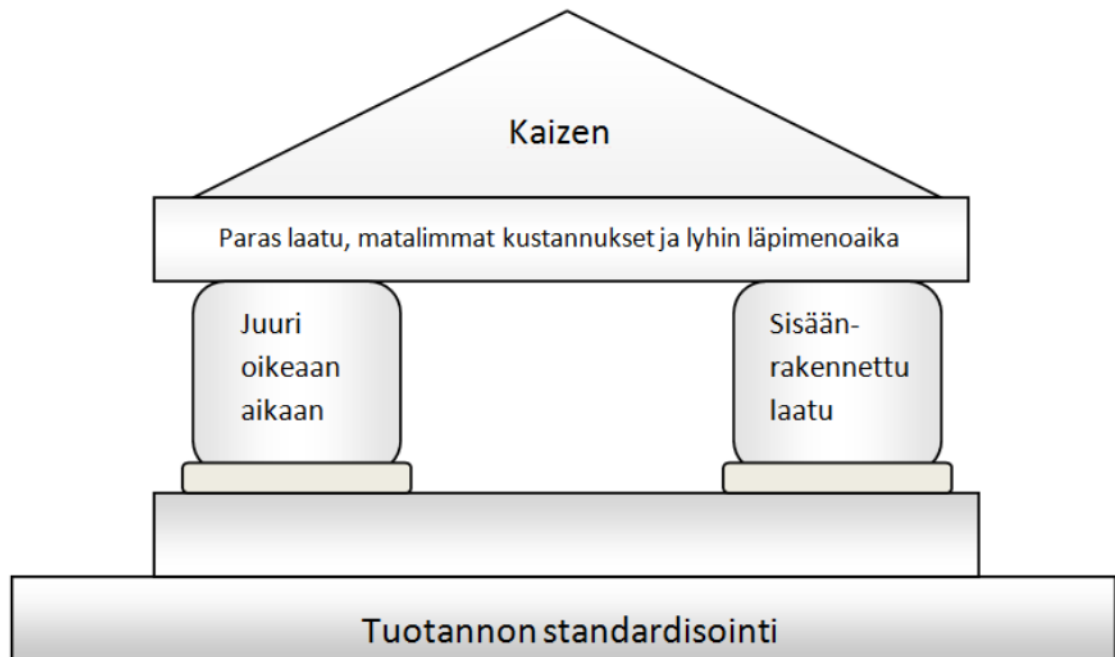 Kaizen
Paras laatu, matalimmat kustannukset ja lyhin läpimenoaika
Juuri
oikeaan
aikaan
Sisään-
rakennettu
laatu
Tuotannon standardisointi